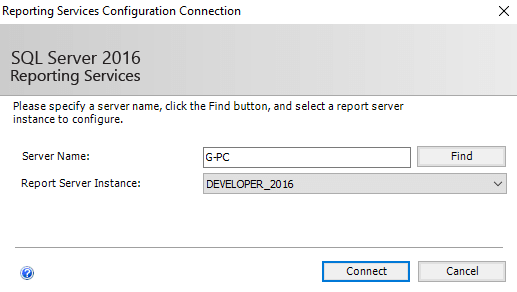 Reporting Services Configuration Connection
SQL Server 2016
Reporting Services
Please specify a server name, click the Find button, and select a report server
instance to configure.
Server Name: G-PC Find
Report Server Instance: DEVELOPER_2016
? Connect Cancel